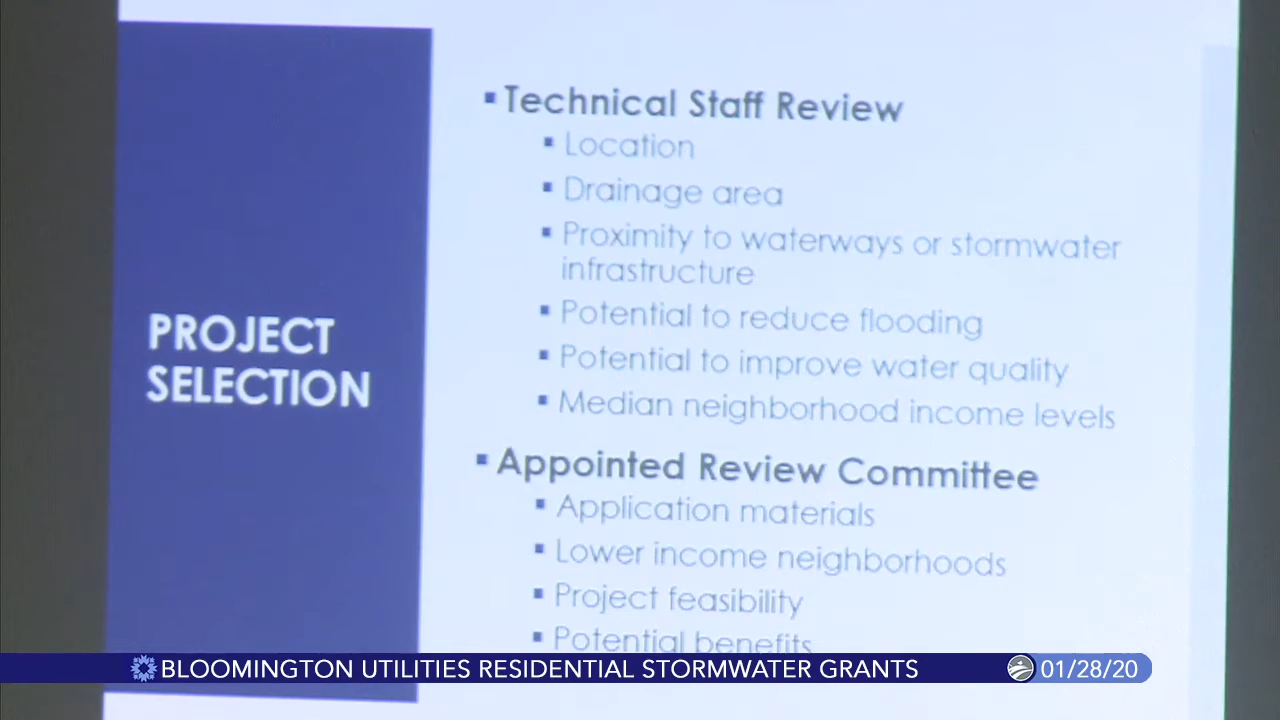 PROJECT
SELECTION
▪ Technical Staff Review
▪ Location
▪ Drainage area
▪ Proximity to waterways or stormwater
infrastructure
▪ Potential to reduce flooding
▪ Potential to improve water quality
▪ Median neighborhood income levels
▪ Appointed Review Committee
▪ Application materials
▪ Lower income neighborhoods
▪ Project feasibility
▪ Potential benefits
BLOOMINGTON UTILITIES RESIDENTIAL STORMWATER GRANTS
01/28/20